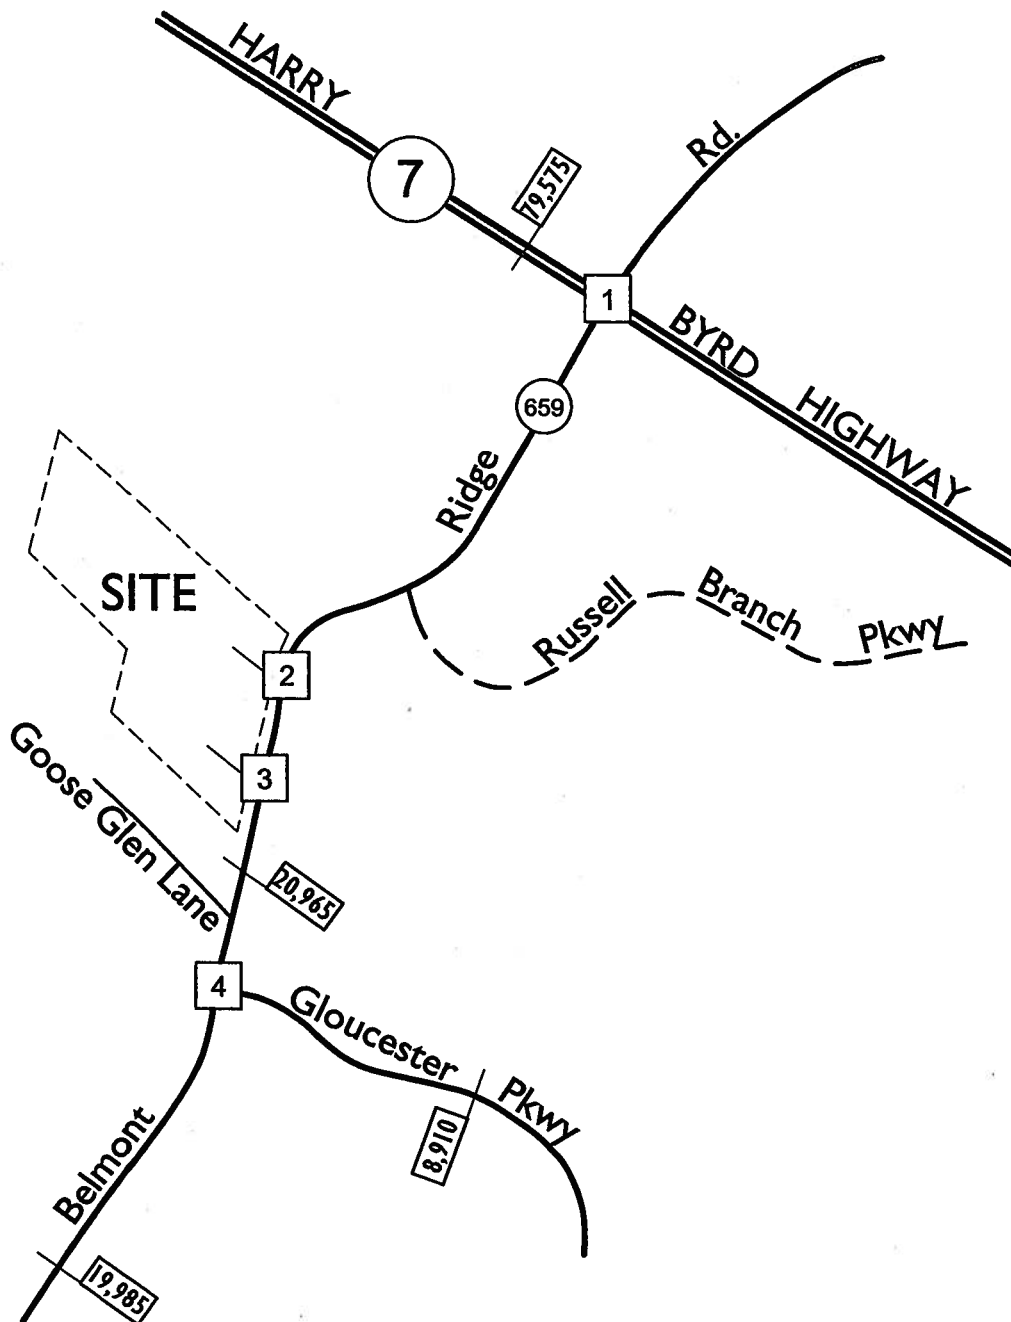 HARRY
7
79,575
Rd.
1
BYRD
HIGHWAY
659
Ridge
SITE
Russell
Branch
Pkwy
2
3
Goose Glen Lane
20,965
4
Gloucester
Pkwy
8,910
Belmont
19,985